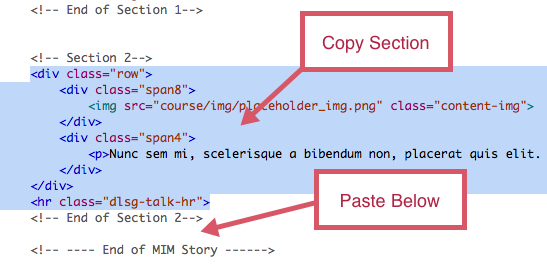 <!-- End of Section 1-->
<!-- Section 2-->
Copy Section
<div class="row">
<div class="span8">
<img src="course/img/placeholder_img.png" class="content-img">
</div>
<div class="span4">
<p>Nunc sem mi, scelerisque a bibendum non, placerat quis elit.
</div>
</div>
<hr class="dlsg-talk-hr">
Paste Below
<!-- End of Section 2-->
<!-- ---- End of MIM Story ------>